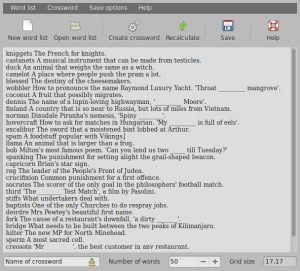 Word list Crossword Save options Help
New word list Open word list Create crossword Recalculate Save Help
kniggets The French for knights.
castanets A musical instrument that can be made from testicles.
duck An animal that weighs the same as a witch.
camelot A place where people push the pram a lot.
blessed The destiny of the cheesemakers.
wobbler How to pronounce the name Raymond Luxury Yacht. 'Throat ________ mangrove'.
coconut A fruit that possibly migrates.
dennis The name of a lupin-loving highwayman, '______ Moore'.
finland A country that is so near to Russia, but lots of miles from Vietnam.
norman Dinsdale Piranha's nemesis, 'Spiny ______'.
hovercraft How to ask for matches in Hungarian. 'My ________ is full of eels'.
excalibur The sword that a moistened bint lobbed at Arthur.
spam A foodstuff popular with Vikings.
llama An animal that is larger than a frog.
bob Milton's most famous poem. 'Can you lend us two ____ till Tuesday?'
spanking The punishment for setting alight the grail-shaped beacon.
capricorn Brian's star sign.
reg The leader of the People's Front of Judea.
crucifixion Common punishment for a first offence.
socrates The scorer of the only goal in the philosophers' football match.
third 'The ______ Test Match', a film by Pasolini.
stiffs What undertakers deal with.
baptists One of the only Churches to do respray jobs.
deirdre Mrs Pewtey's beautiful first name.
fork The cause of a restaurant's downfall, 'a dirty _____'.
bridge What needs to be built between the two peaks of Kilimanjaro.
hilter The new MP for North Minehead.
sperm A most sacred cell.
creosote 'Mr ________', the best customer in any restaurant.
Name of crossword Number of words 50 Grid size 17,17